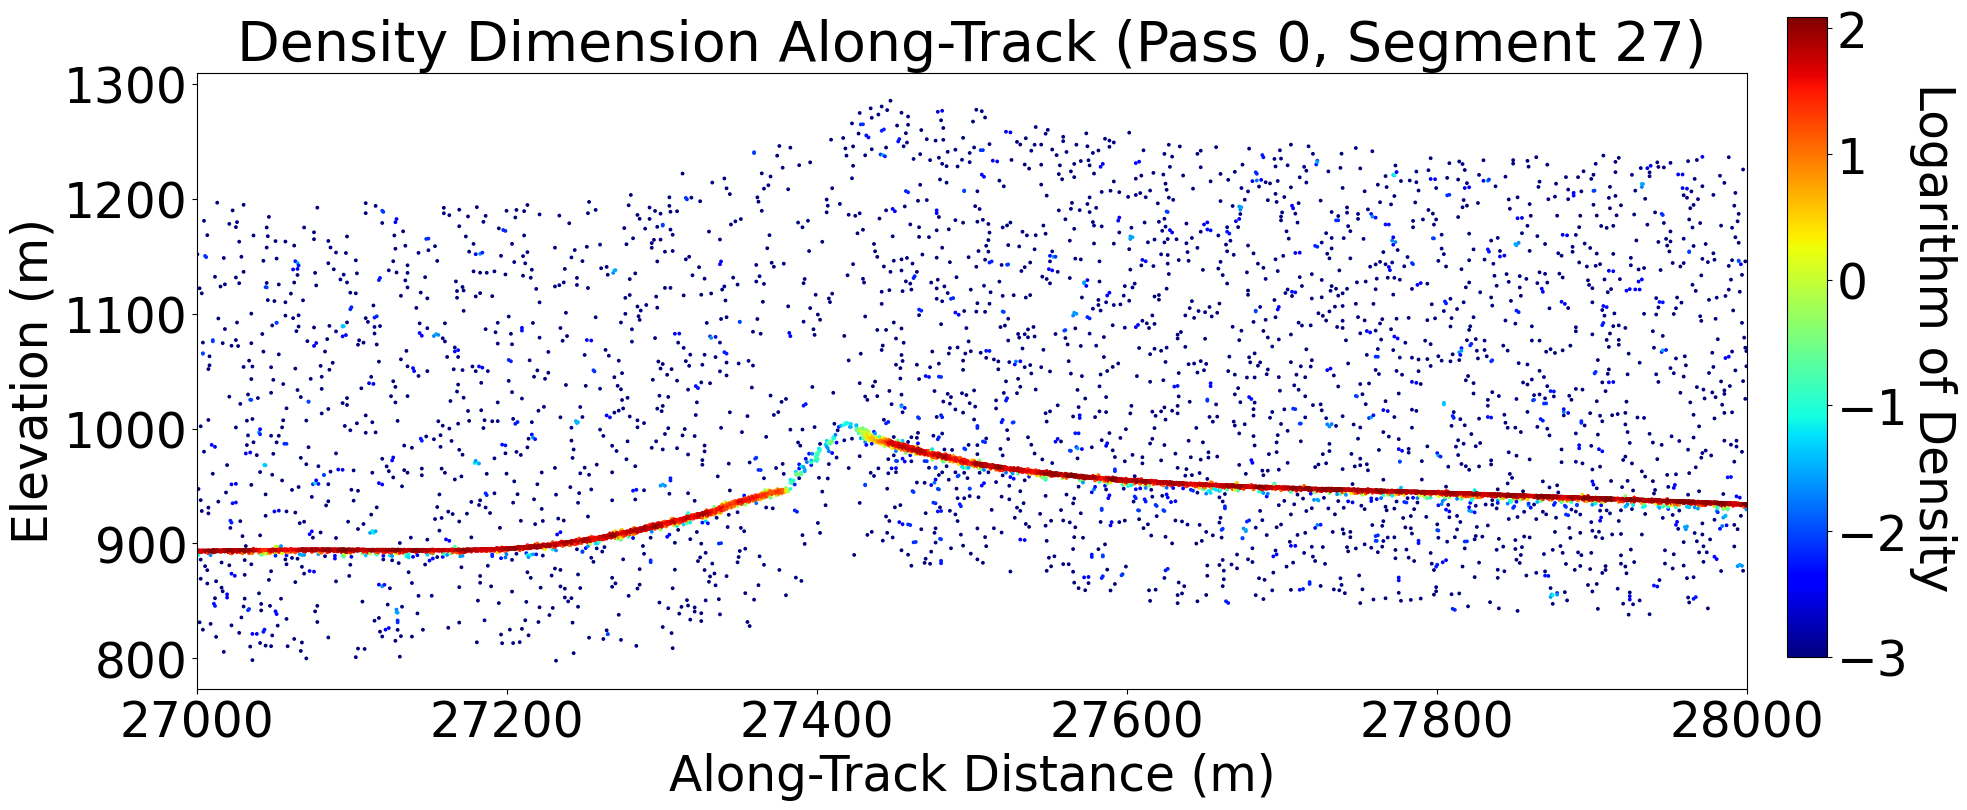 Density Dimension Along-Track (Pass 0, Segment 27)
1300
1200
1100
1000
900
800
Elevation (m)
27000 27200 27400 27600 27800 28000
Along-Track Distance (m)
2
1
0
−1
−2
−3
Logarithm of Density